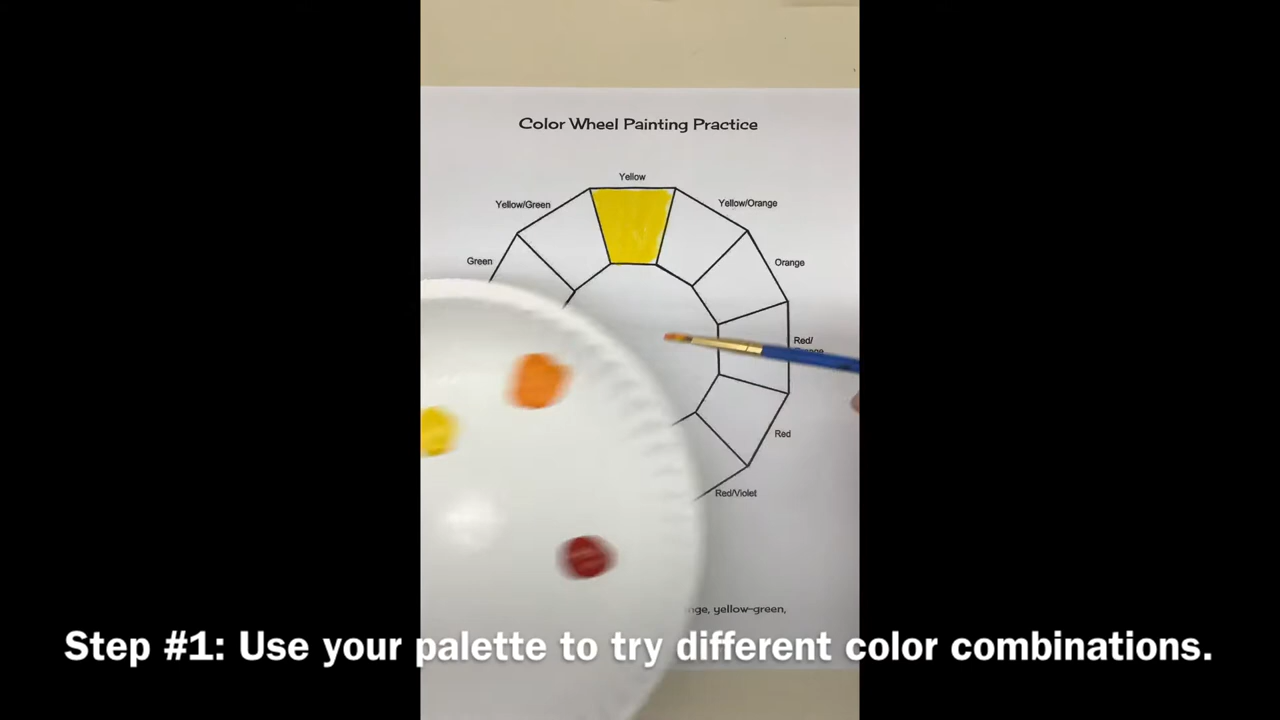 Color Wheel Painting Practice
Yellow
Yellow/Green
Yellow/Orange
Green
Orange
Red/
Red
Red/Violet
yellow-green,
Step #1: Use your palette to try different color combinations.